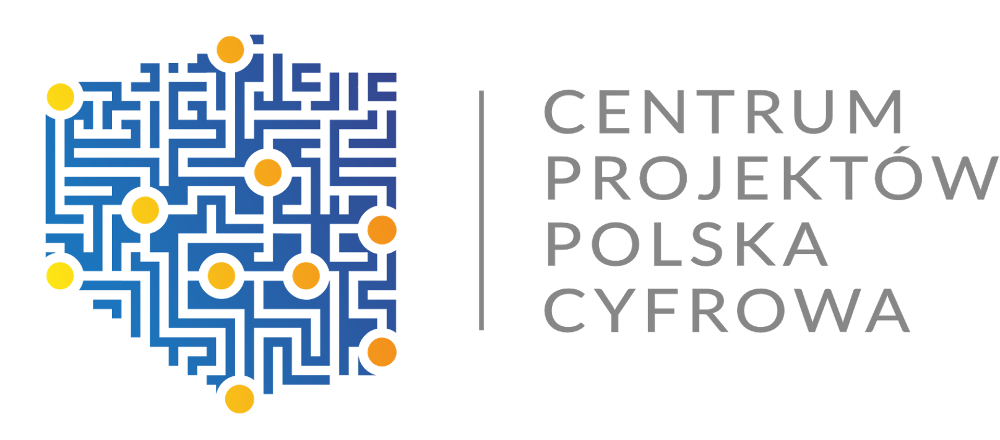 CENTRUM
PROJEKTÓW
POLSKA
CYFROWA